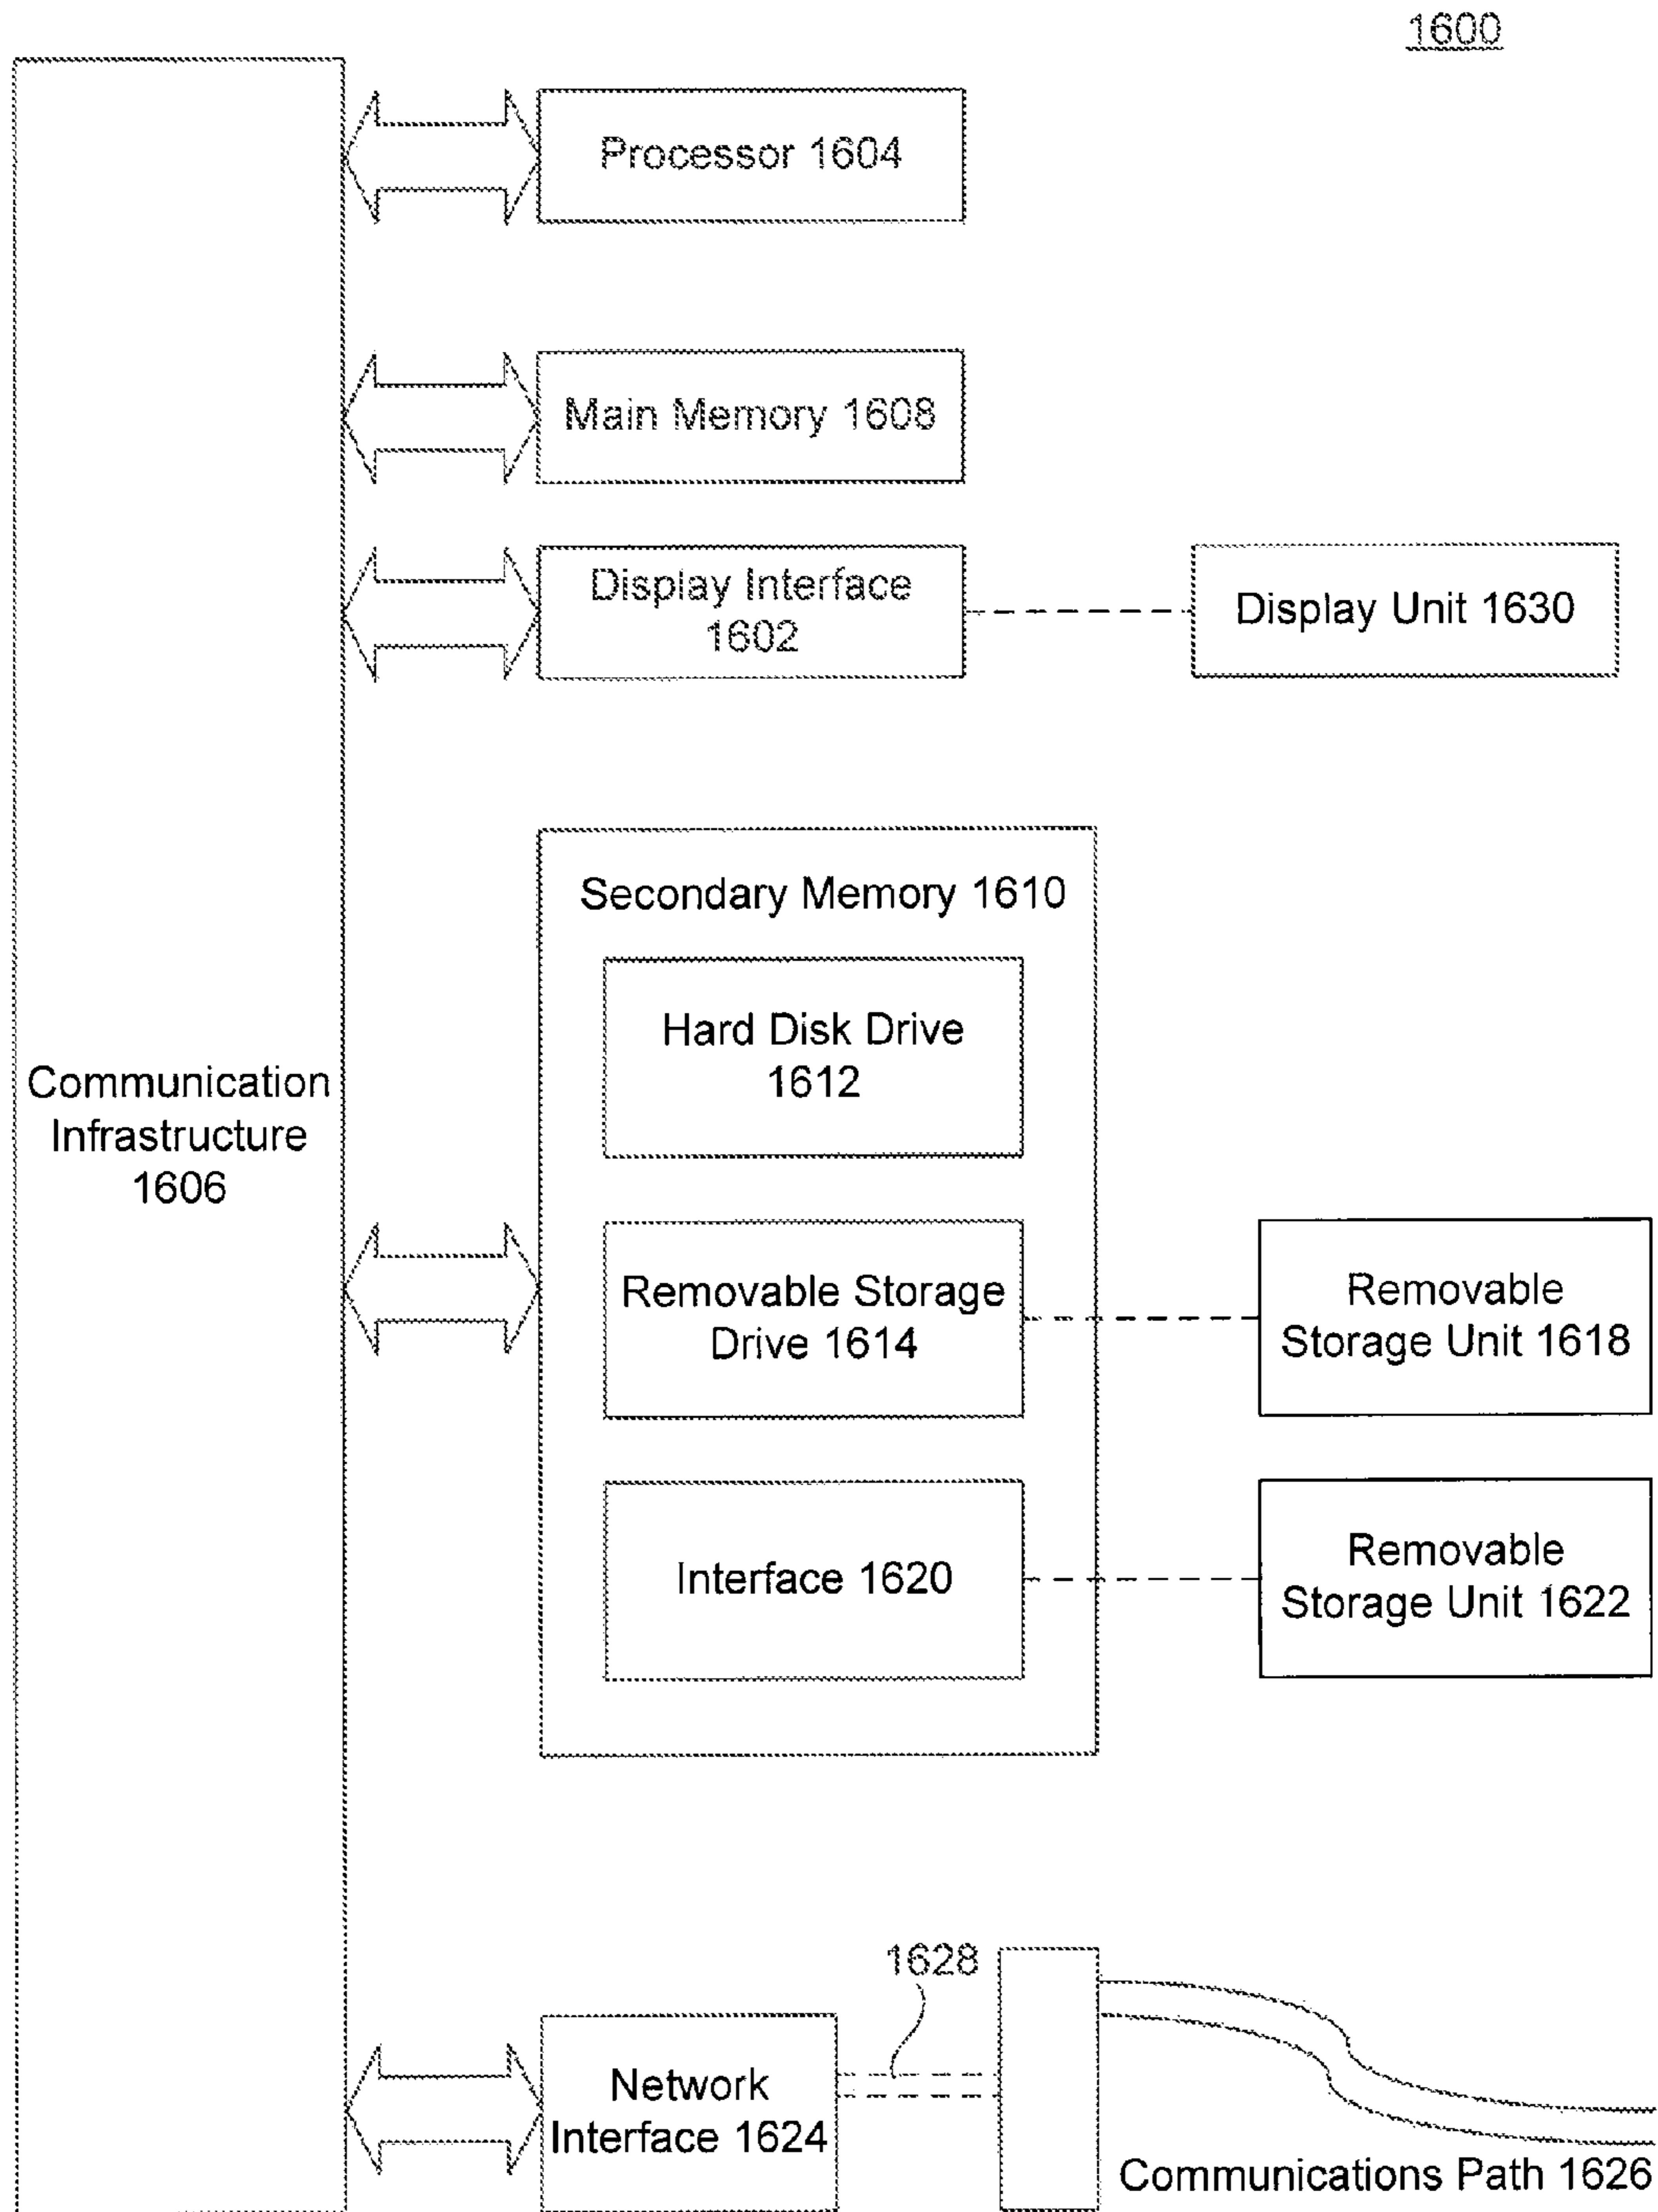 1600
Processor 1604
Main Memory 1608
Display Interface
1602
Display Unit 1630
Secondary Memory 1610
Hard Disk Drive
1612
Communication
Infrastructure
1606
Removable Storage
Drive 1614
Removable
Storage Unit 1618
Interface 1620
Removable
Storage Unit 1622
1628
Network
Interface 1624
Communications Path 1626